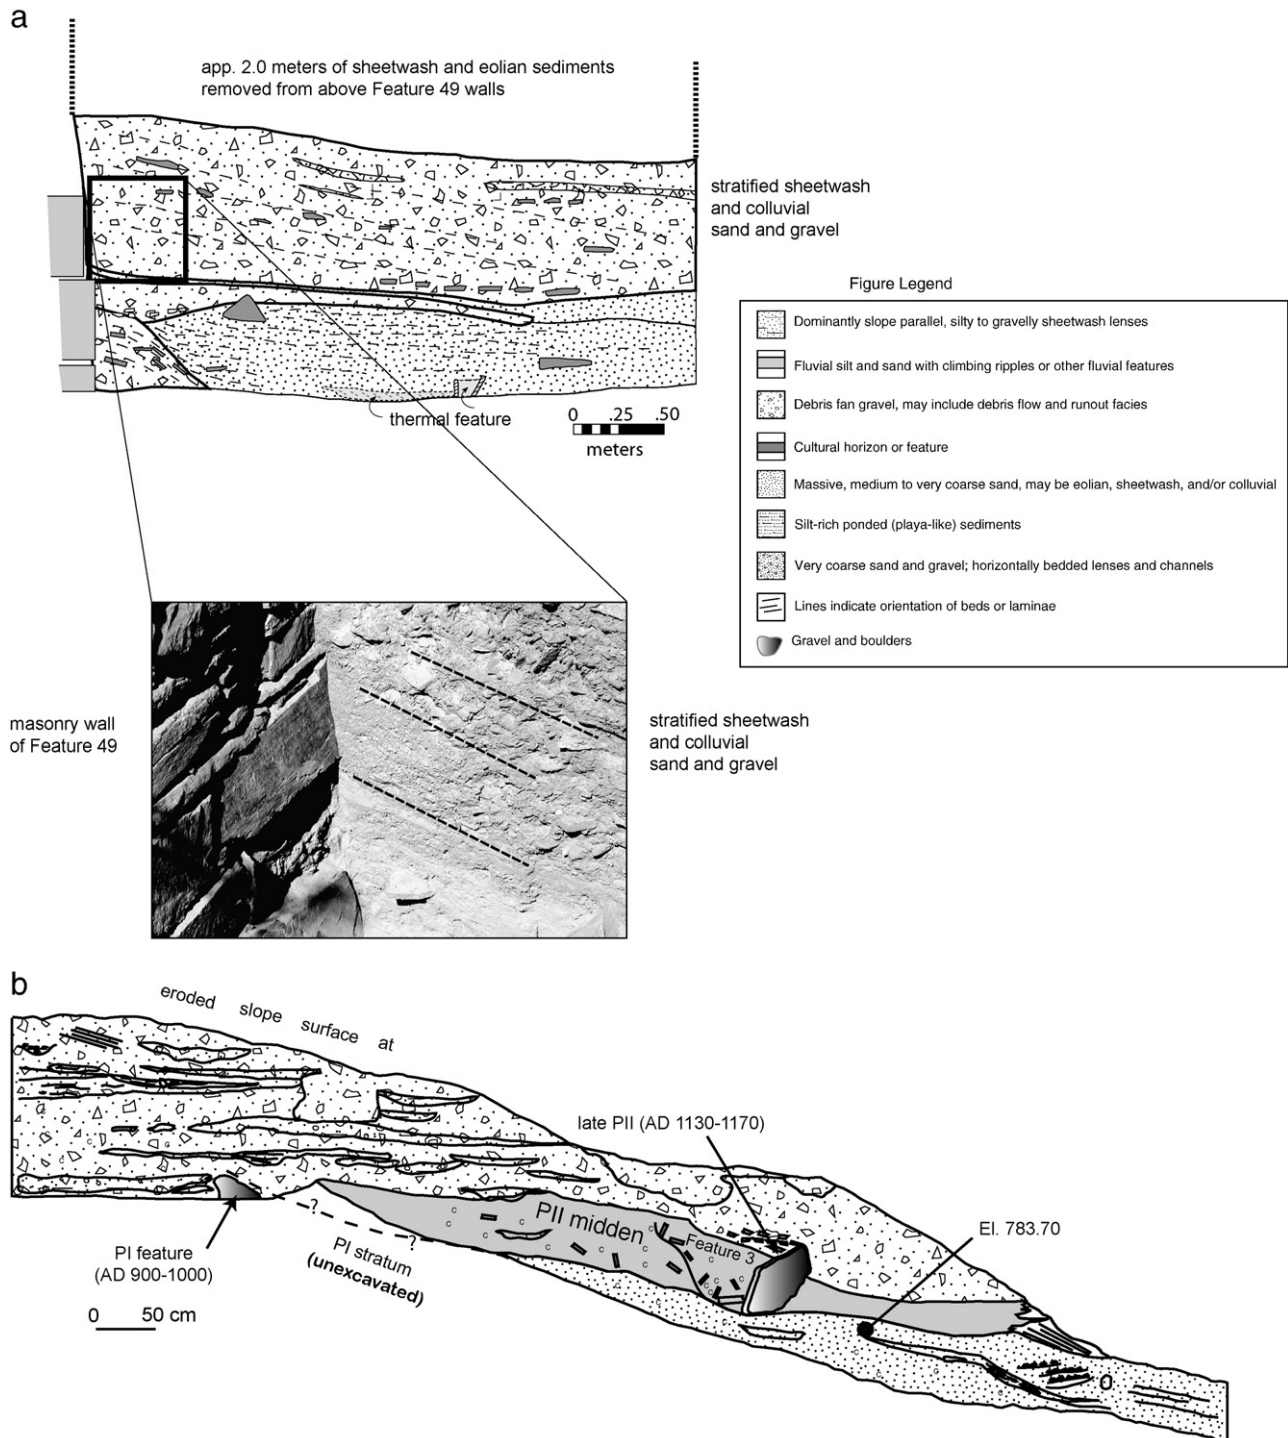 a
app. 2.0 meters of sheetwash and eolian sediments
removed from above Feature 49 walls
stratified sheetwash
and colluvial
sand and gravel
thermal feature
0 .25 .50
meters
Figure Legend
Dominantly slope parallel, silty to gravelly sheetwash lenses
Fluvial silt and sand with climbing ripples or other fluvial features
Debris fan gravel, may include debris flow and runout facies
Cultural horizon or feature
Massive, medium to very coarse sand, may be eolian, sheetwash, and/or colluvial
Silt-rich ponded (playa-like) sediments
Very coarse sand and gravel; horizontally bedded lenses and channels
Lines indicate orientation of beds or laminae
Gravel and boulders
masonry wall
of Feature 49
stratified sheetwash
and colluvial
sand and gravel
b
eroded slope surface at
late PII (AD 1130-1170)
El. 783.70
PII midden
Feature 3
?
?
PI feature
(AD 900-1000)
PI stratum
(unexcavated)
0 50 cm